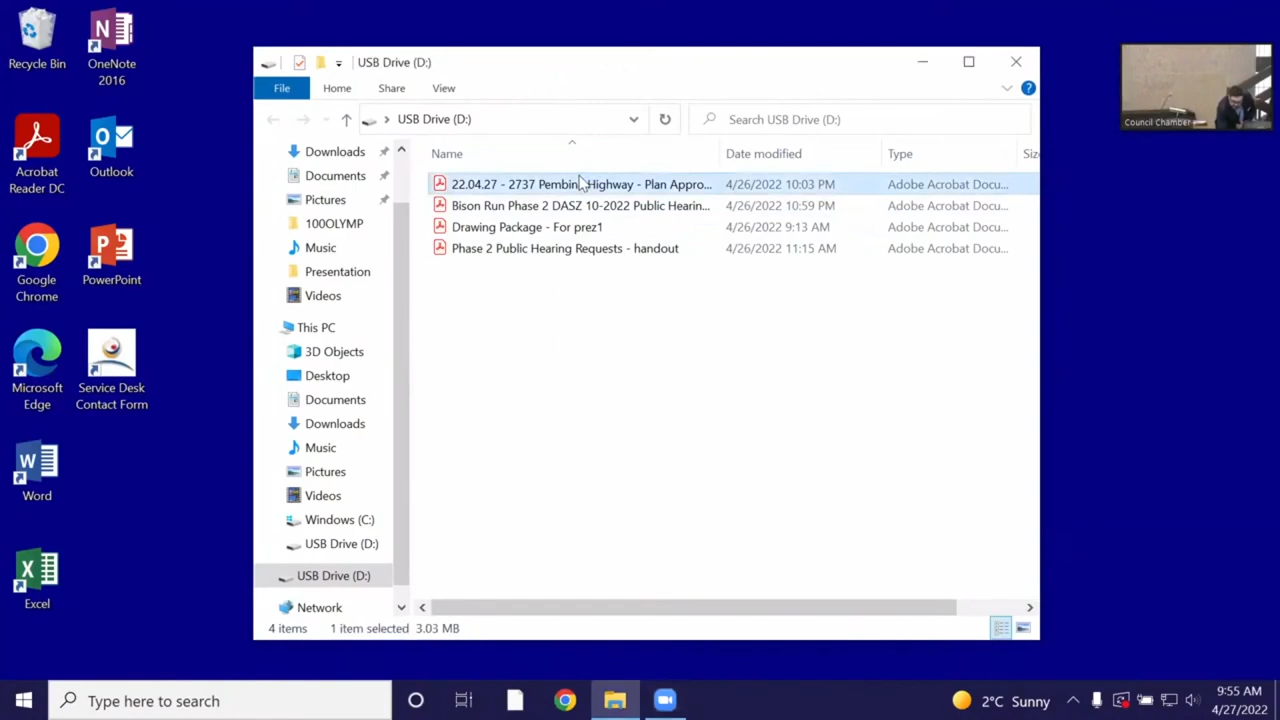 Recycle Bin
OneNote
2016
Acrobat
Reader DC
Outlook
Google
Chrome
PowerPoint
Microsoft
Edge
Service Desk
Contact Form
Word
Excel
USB Drive (D:)
File
Home
Share
View
USB Drive (D:)
Search USB Drive (D:)
Name
Date modified
Type
Siz
22.04.27 - 2737 Pembin Highway - Plan Appro... 4/26/2022 10:03 PM Adobe Acrobat Docu...
Bison Run Phase 2 DASZ 10-2022 Public Hearin... 4/26/2022 10:59 PM Adobe Acrobat Docu...
Drawing Package - For prez1 4/26/2022 9:13 AM Adobe Acrobat Docu...
Phase 2 Public Hearing Requests - handout 4/26/2022 11:15 AM Adobe Acrobat Docu...
Downloads
Documents
Pictures
100OLYMP
Music
Presentation
Videos
This PC
3D Objects
Desktop
Documents
Downloads
Music
Pictures
Videos
Windows (C:)
USB Drive (D:)
USB Drive (D:)
Network
4 items 1 item selected 3.03 MB
Council Chamber
Type here to search
2°C Sunny
9:55 AM
4/27/2022